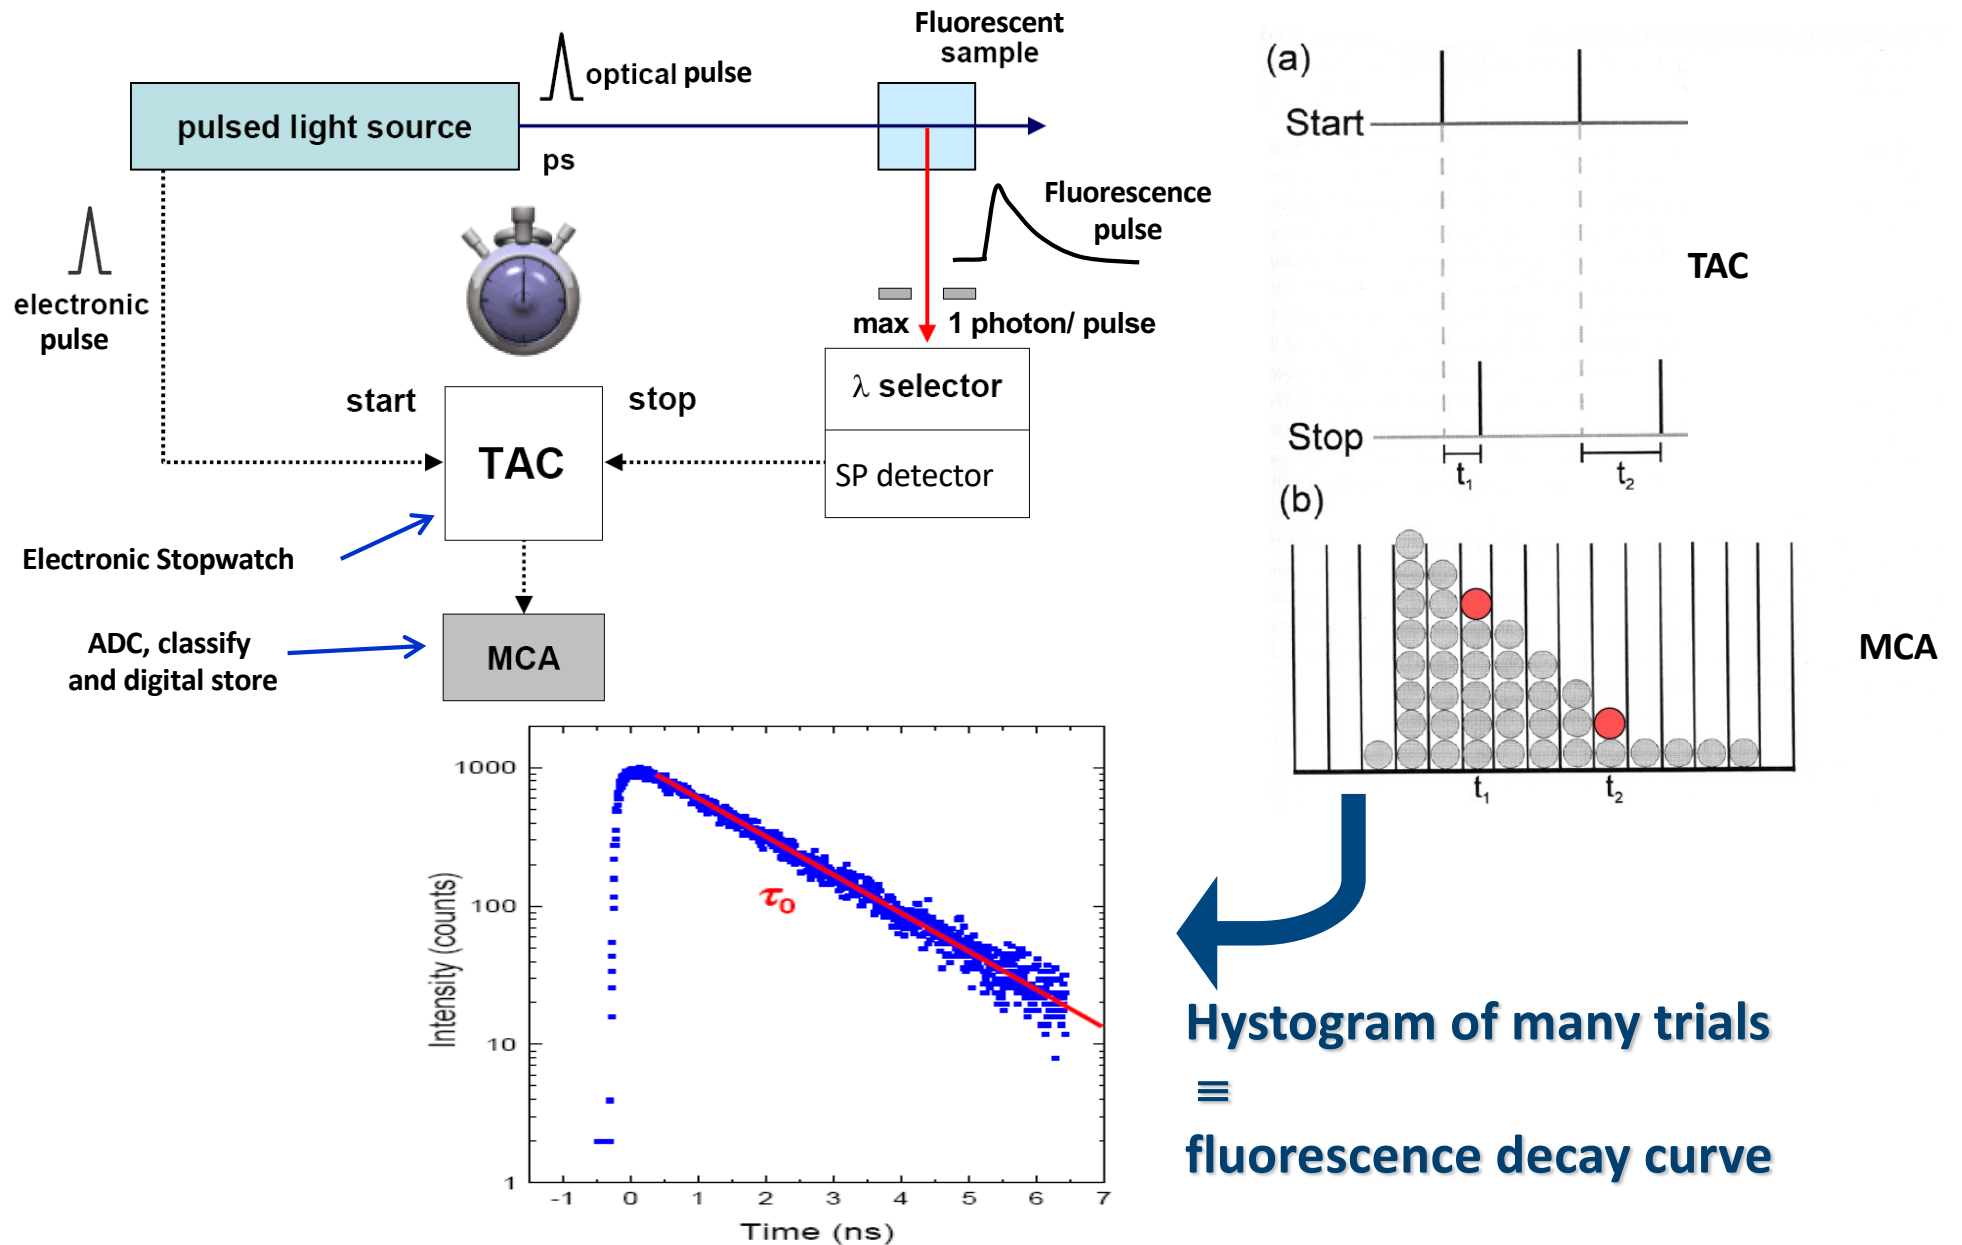 Fluorescent
sample
optical pulse
pulsed light source
ps
electronic
pulse
Fluorescence
pulse
max 1 photon/ pulse
λ selector
SP detector
start
stop
TAC
Electronic Stopwatch
ADC, classify
and digital store
MCA
(a)
Start
Stop
t1
t2
TAC
(b)
t1
t2
MCA
1000
100
10
1
Intensity (counts)
τ0
-1 0 1 2 3 4 5 6 7
Time (ns)
Hystogram of many trials
≡
fluorescence decay curve